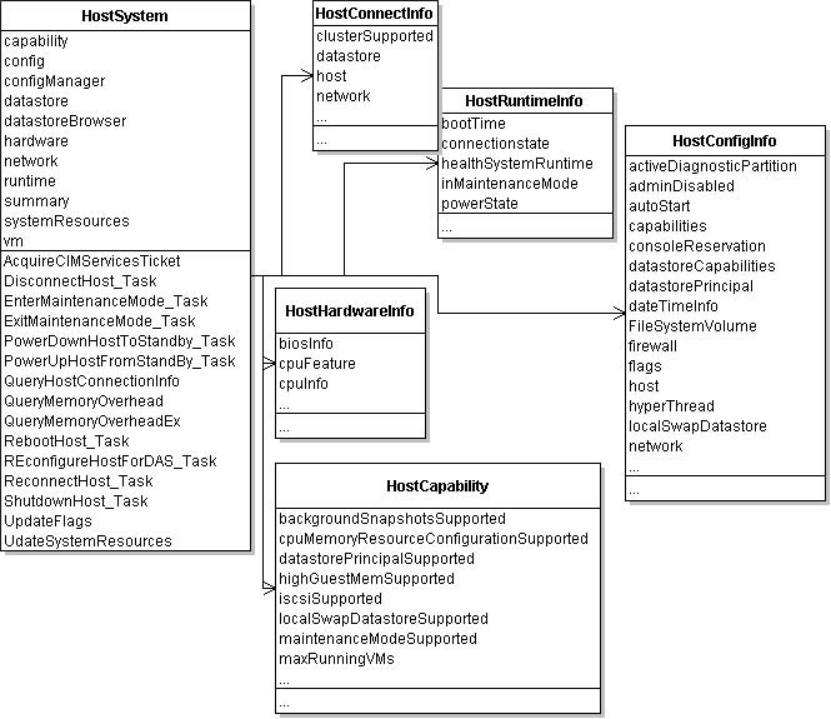 HostSystem
capability
config
configManager
datastore
datastoreBrowser
hardware
network
runtime
summary
systemResources
vm
AcquireCIMServicesTicket
DisconnectHost_Task
EnterMaintenanceMode_Task
ExitMaintenanceMode_Task
PowerDownHostToStandby_Task
PowerUpHostFromStandBy_Task
QueryHostConnectionInfo
QueryMemoryOverhead
QueryMemoryOverheadEx
RebootHost_Task
REconfigureHostForDAS_Task
ReconnectHost_Task
ShutdownHost_Task
UpdateFlags
UdateSystemResources
HostConnectInfo
clusterSupported
datastore
host
network
...
...
HostRuntimeInfo
bootTime
connectionstate
healthSystemRuntime
inMaintenanceMode
powerState
...
HostConfigInfo
activeDiagnosticPartition
adminDisabled
autoStart
capabilities
consoleReservation
datastoreCapabilities
datastorePrincipal
dateTimeInfo
FileSystemVolume
firewall
flags
host
hyperThread
localSwapDatastore
network
...
...
HostHardwareInfo
biosInfo
cpuFeature
cpuInfo
...
...
HostCapability
backgroundSnapshotsSupported
cpuMemoryResourceConfigurationSupported
datastorePrincipalSupported
highGuestMemSupported
iscsiSupported
localSwapDatastoreSupported
maintenanceModeSupported
maxRunningVMs
...
...